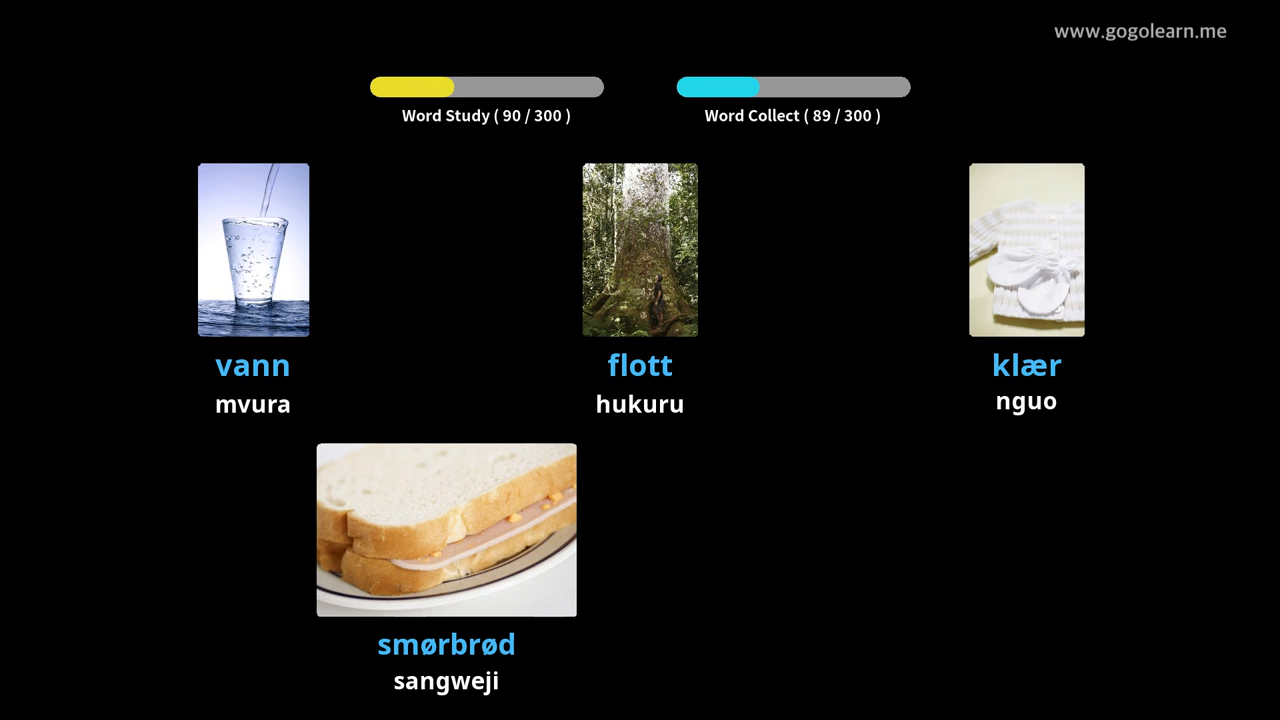 www.gogolearn.me
Word Study ( 90 / 300 )
Word Collect ( 89 / 300 )
vann
mvura
flott
hukuru
klær
nguo
smørbrød
sangweji